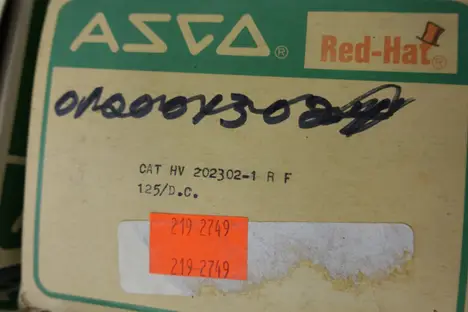 ASCO®
Red-Hat®
CAT HV 202302-1 R F
125/D.C.
219 2749
219 2749